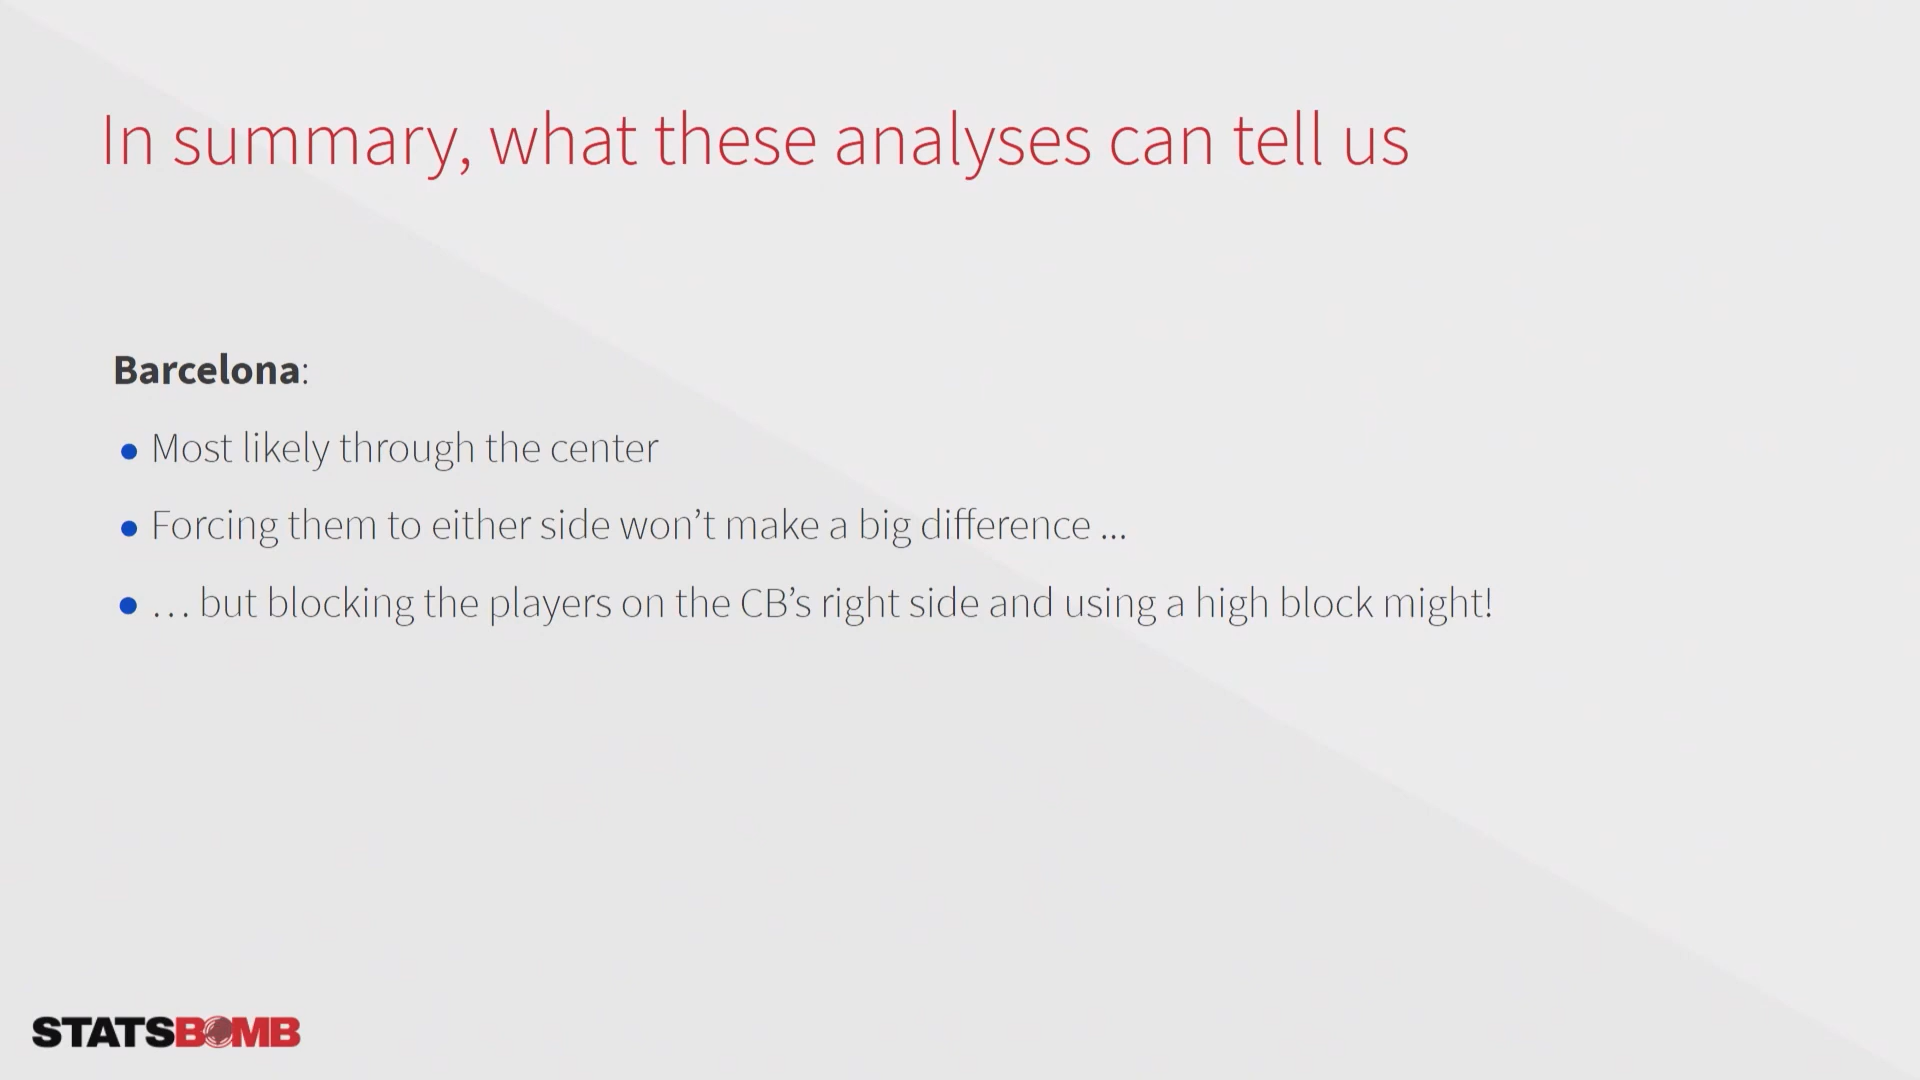 In summary, what these analyses can tell us
Barcelona:
● Most likely through the center
● Forcing them to either side won’t make a big difference ...
● … but blocking the players on the CB’s right side and using a high block might!
STATSBOMB